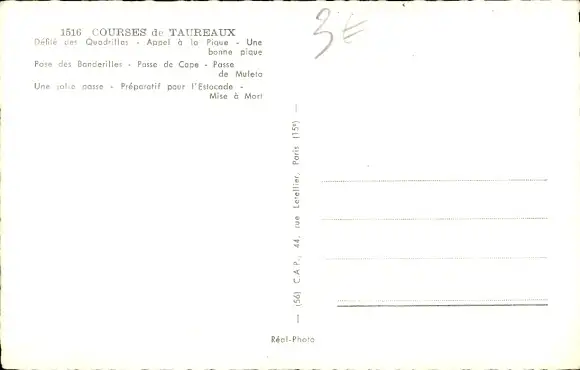 1516 COURSES de TAUREAUX
Défilé des Quadrillas - Appel à la Pique - Une
bonne pique
Pose des Banderilles - Passe de Cape - Passe
de Muleta
Une jolie passe - Préparatif pour l'Estocade -
Mise à Mort
3€
— (56) C.A.P., 44, rue Letellier, Paris (15e) —
Réal-Photo